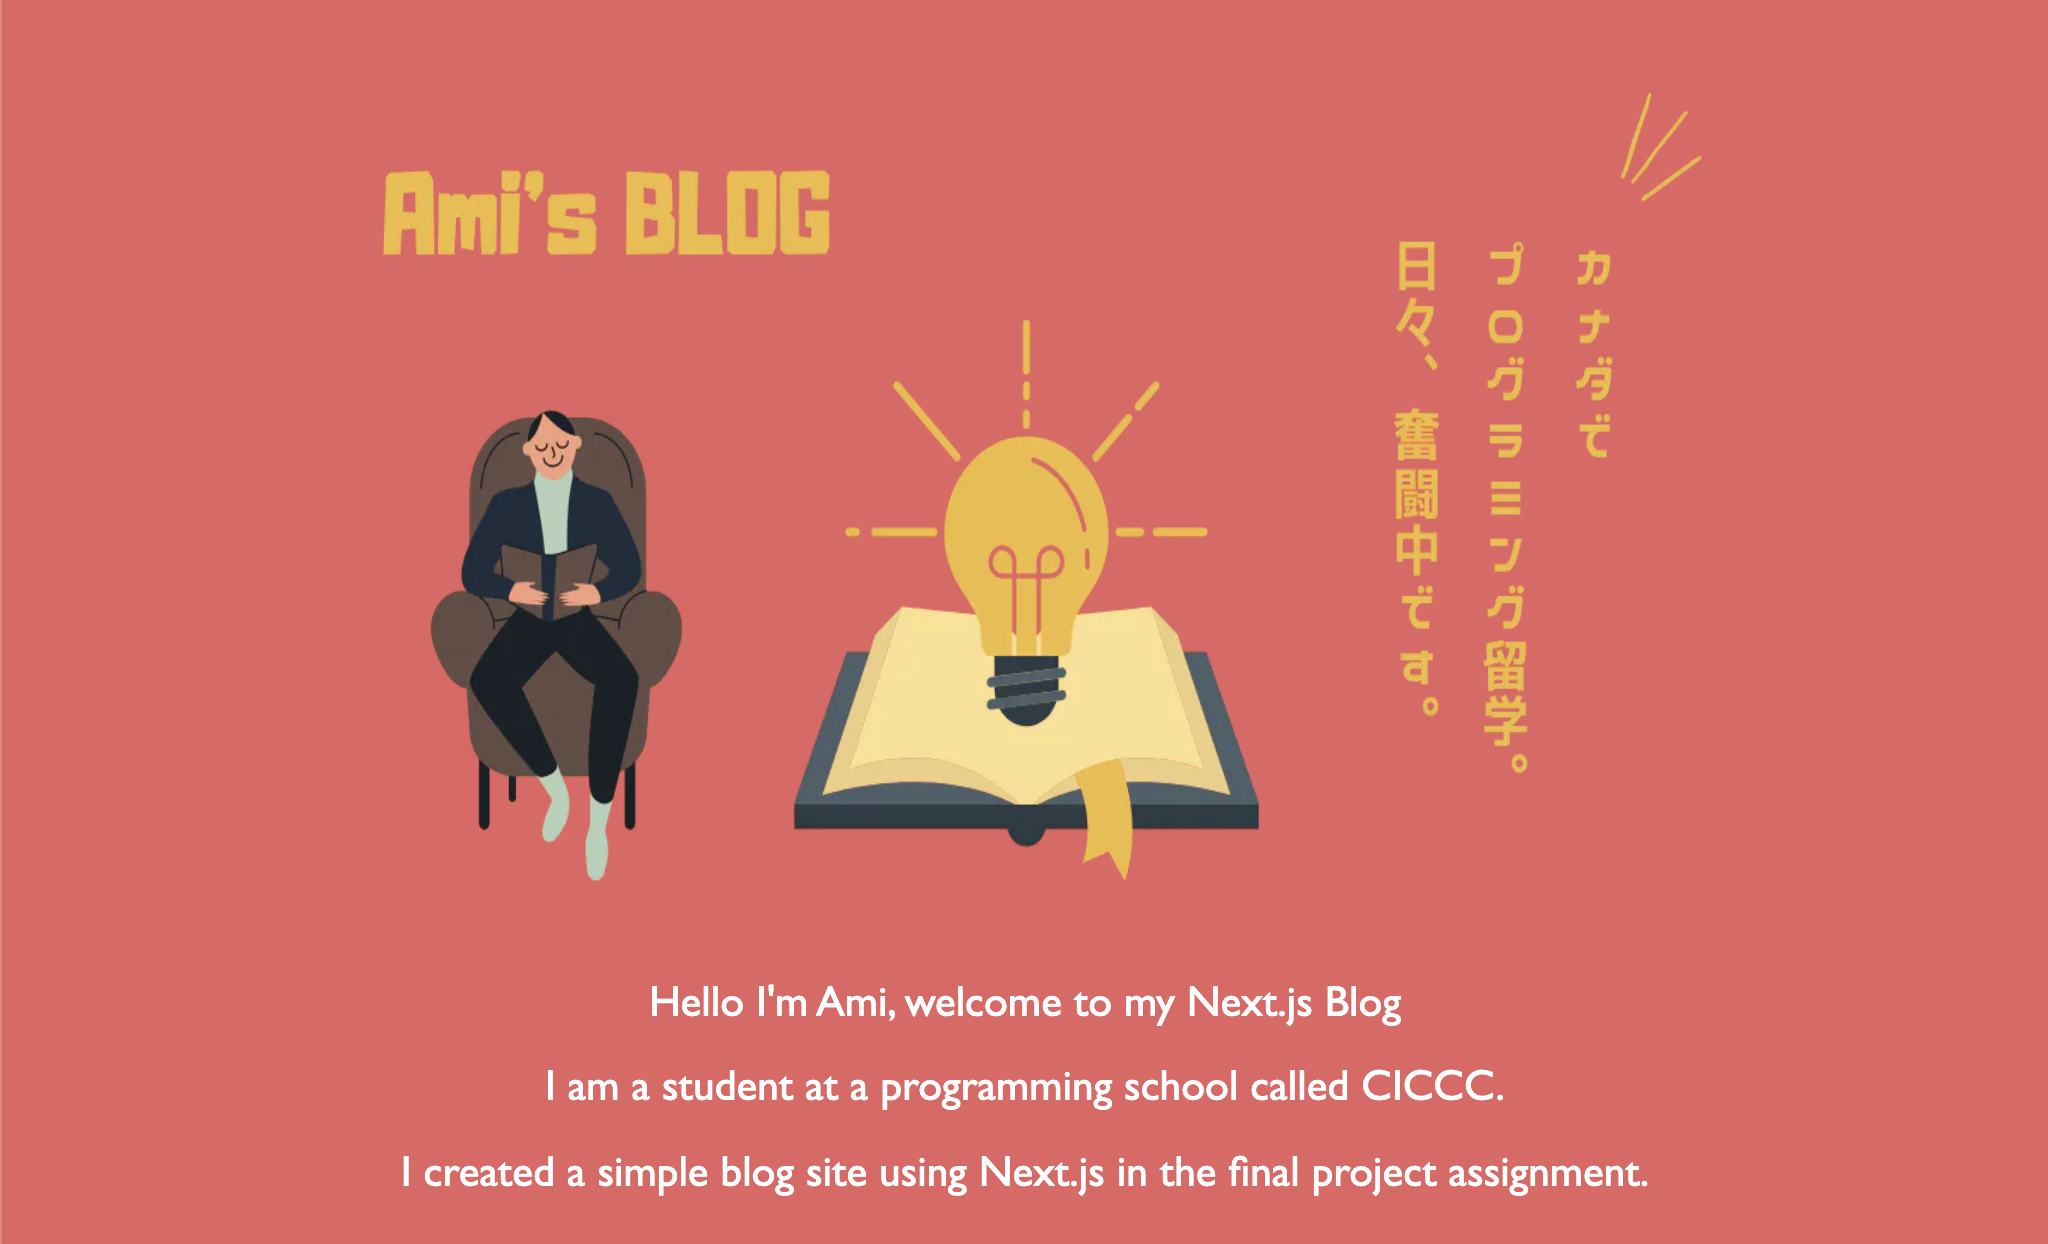 Ami's BLOG
カナダで
プログラミング留学。
日々、奮闘中です。
Hello I'm Ami, welcome to my Next.js Blog
I am a student at a programming school called CICCC.
I created a simple blog site using Next.js in the final project assignment.